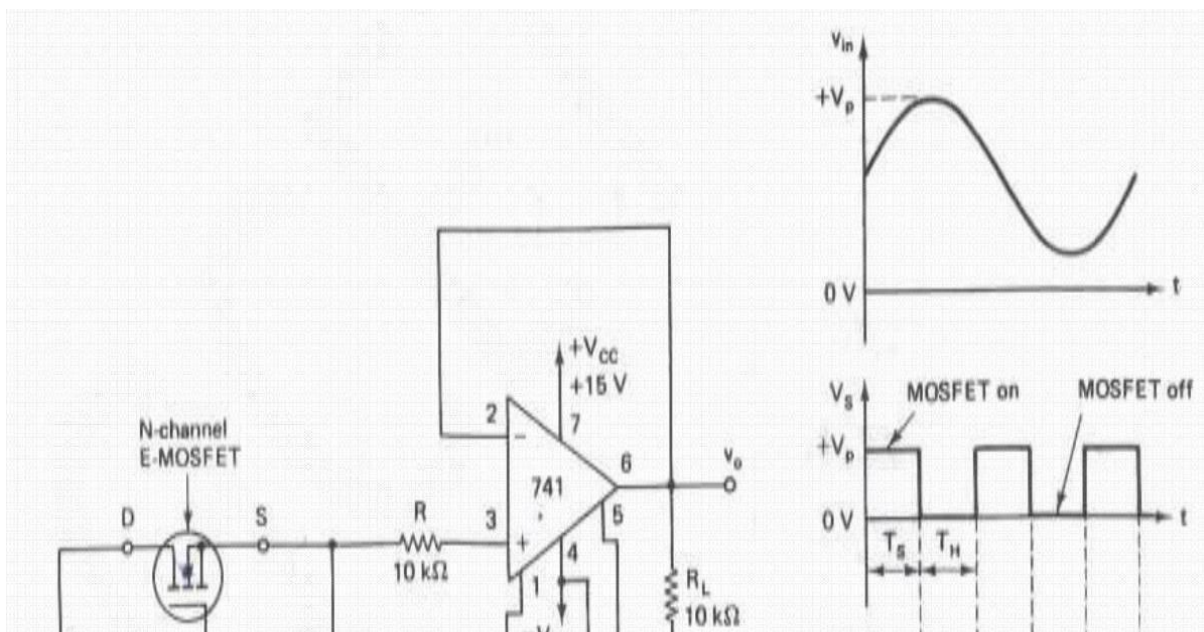 v_in
+V_p
0 V
t
+V_CC
+15 V
2
7
−
6
v_o
741
N-channel
E-MOSFET
D
S
R
3
+
5
10 kΩ
1
4
R_L
10 kΩ
V_S
MOSFET on
MOSFET off
+V_p
0 V
t
T_S
T_H